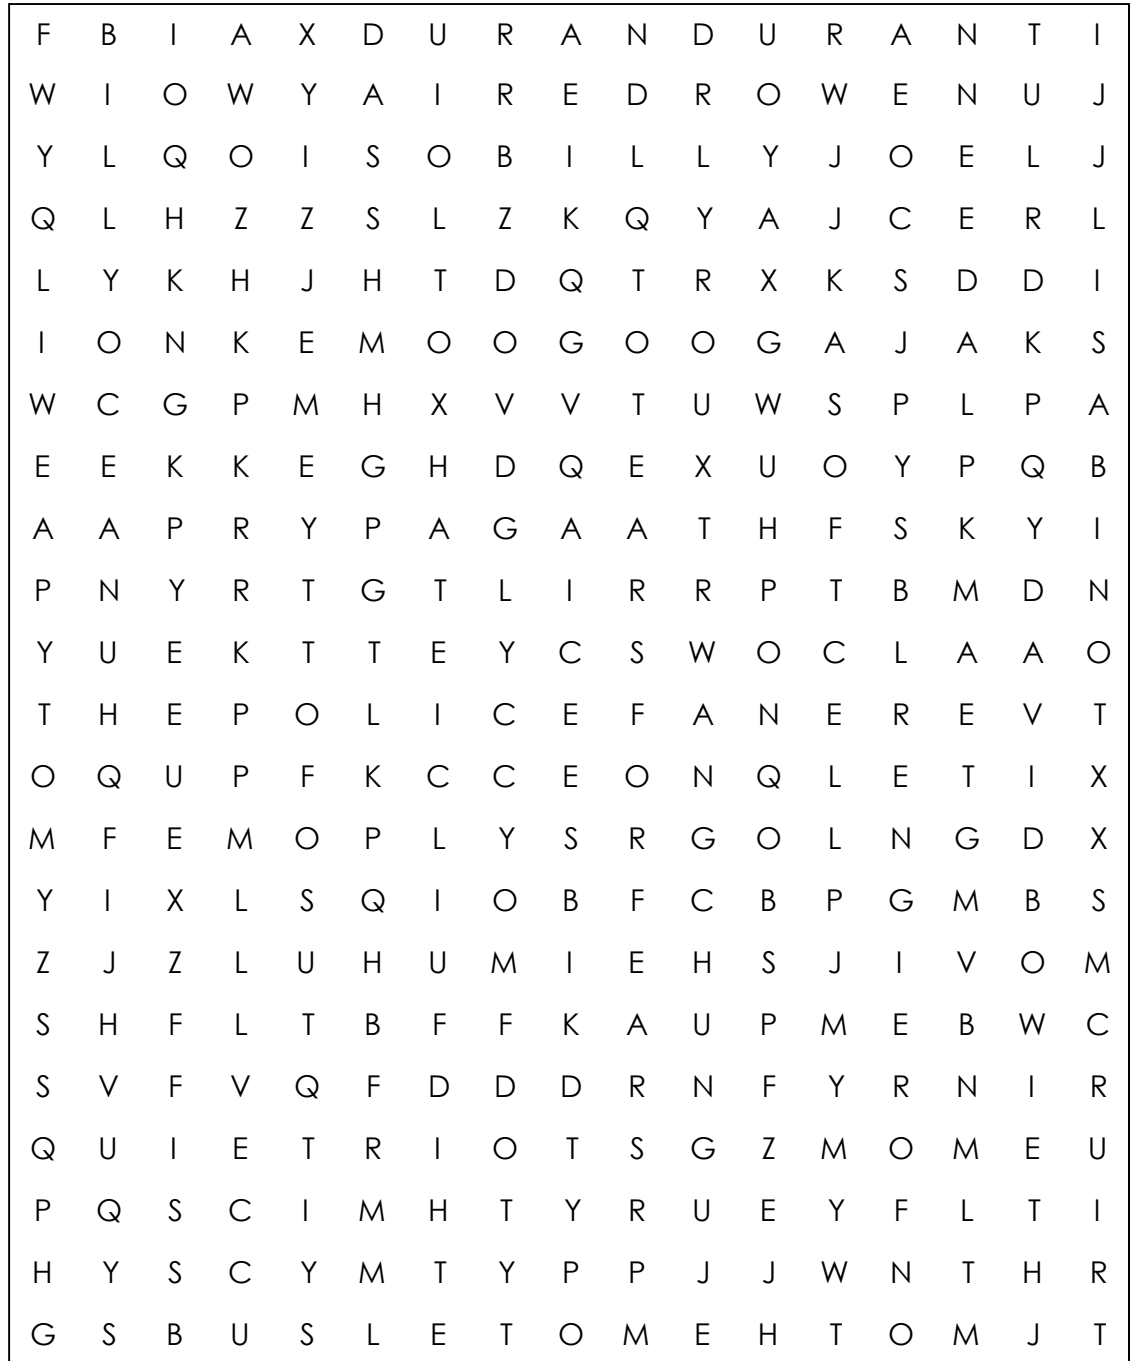 F B I A X D U R A N D U R A N T I
W I O W Y A I R E D R O W E N U J
Y L Q O I S O B I L L Y J O E L J
Q L H Z Z S L Z K Q Y A J C E R L
L Y K H J H T D Q T R X K S D D I
I O N K E M O O G O O G A J A K S
W C G P M H X V V T U W S P L P A
E E K K E G H D Q E X U O Y P Q B
A A P R Y P A G A A T H F S K Y I
P N Y R T G T L I R R P T B M D N
Y U E K T T E Y C S W O C L A A O
T H E P O L I C E F A N E R E V T
O Q U P F K C C E O N Q L E T I X
M F E M O P L Y S R G O L N G D X
Y I X L S Q I O B F C B P G M B S
Z J Z L U H U M I E H S J I V O M
S H F L T B F F K A U P M E B W C
S V F V Q F D D D R N F Y R N I R
Q U I E T R I O T S G Z M O M E U
P Q S C I M H T Y R U E Y F L T I
H Y S C Y M T Y P P J J W N T H R
G S B U S L E T O M E H T O M J T